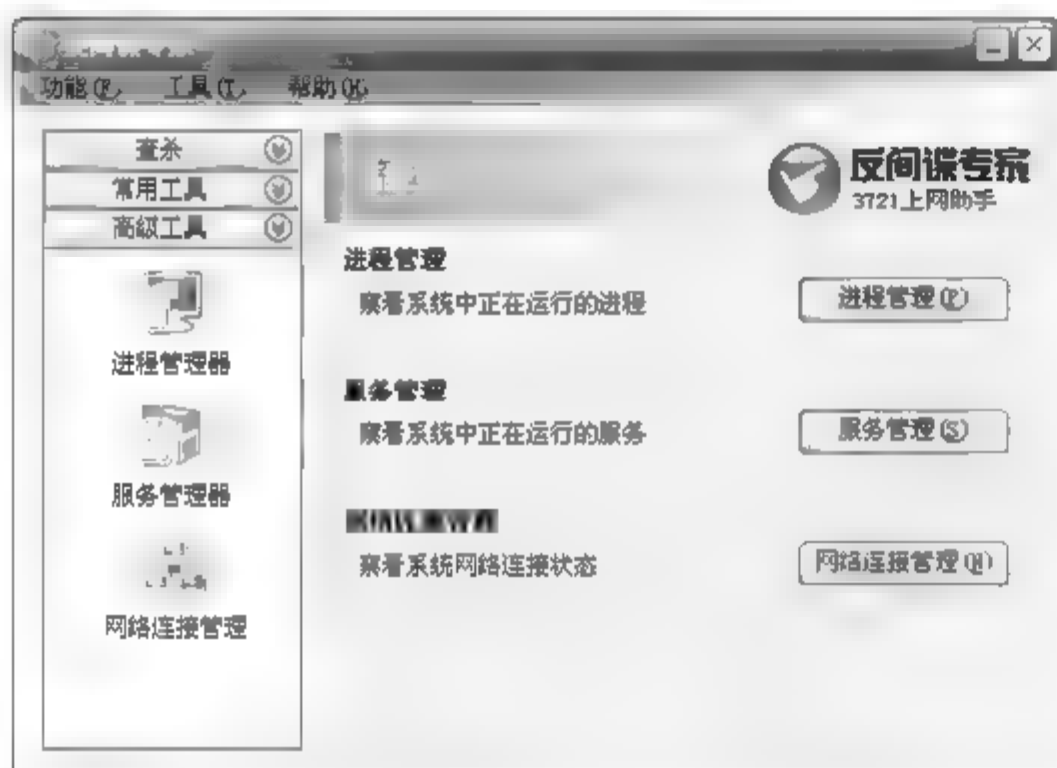 功能(F) 工具(T) 帮助(H)
查杀
常用工具
高级工具
进程管理器
服务管理器
网络连接管理
反间谍专家
3721上网助手
进程管理
察看系统中正在运行的进程
进程管理(P)
服务管理
察看系统中正在运行的服务
服务管理(S)
察看系统网络连接状态
网络连接管理(N)